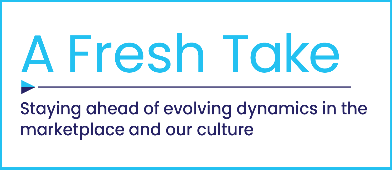 A Fresh Take
Staying ahead of evolving dynamics in the
marketplace and our culture